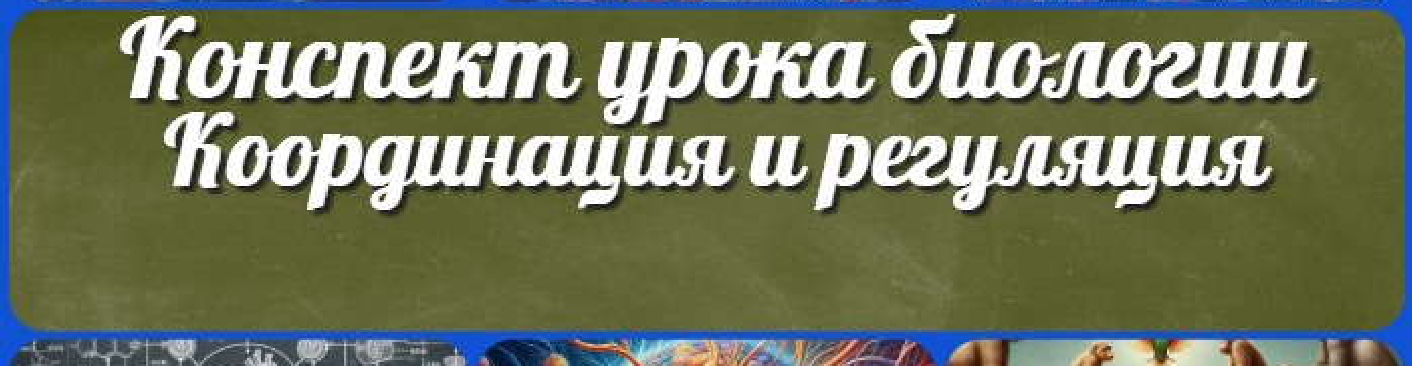 Конспект урока биологии
Координация и регуляция